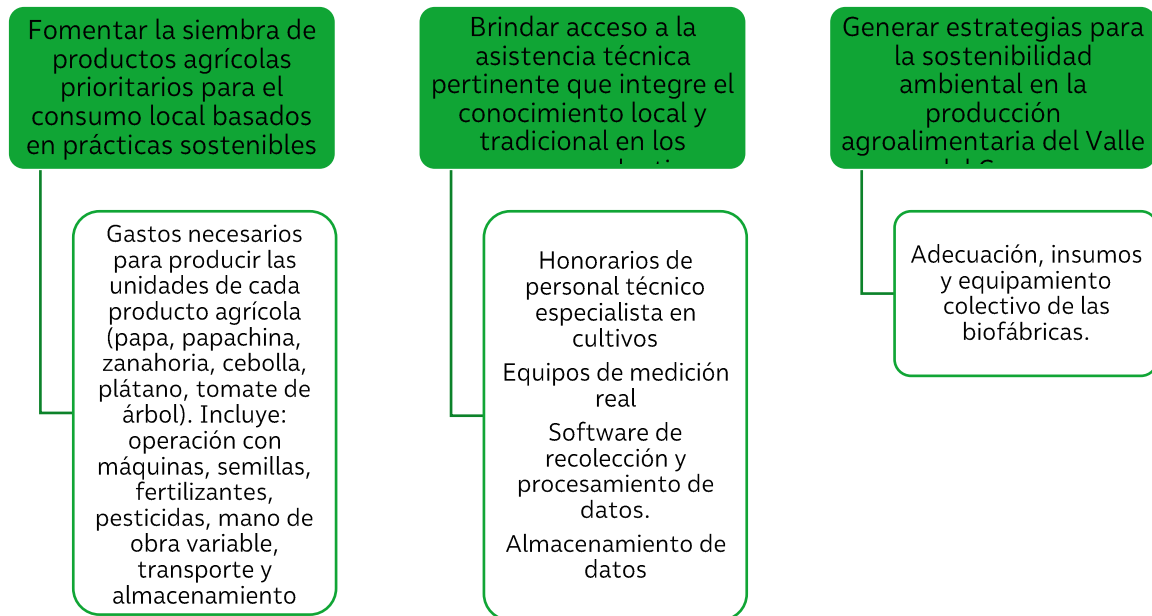 Fomentar la siembra de
productos agrícolas
prioritarios para el
consumo local basados
en prácticas sostenibles
Gastos necesarios
para producir las
unidades de cada
producto agrícola
(papa, papachina,
zanahoria, cebolla,
plátano, tomate de
árbol). Incluye:
operación con
máquinas, semillas,
fertilizantes,
pesticidas, mano de
obra variable,
transporte y
almacenamiento
Brindar acceso a la
asistencia técnica
pertinente que integre el
conocimiento local y
tradicional en los
Honorarios de
personal técnico
especialista en
cultivos
Equipos de medición
real
Software de
recolección y
procesamiento de
datos.
Almacenamiento de
datos
Generar estrategias para
la sostenibilidad
ambiental en la
producción
agroalimentaria del Valle
Adecuación, insumos
y equipamiento
colectivo de las
biofábricas.